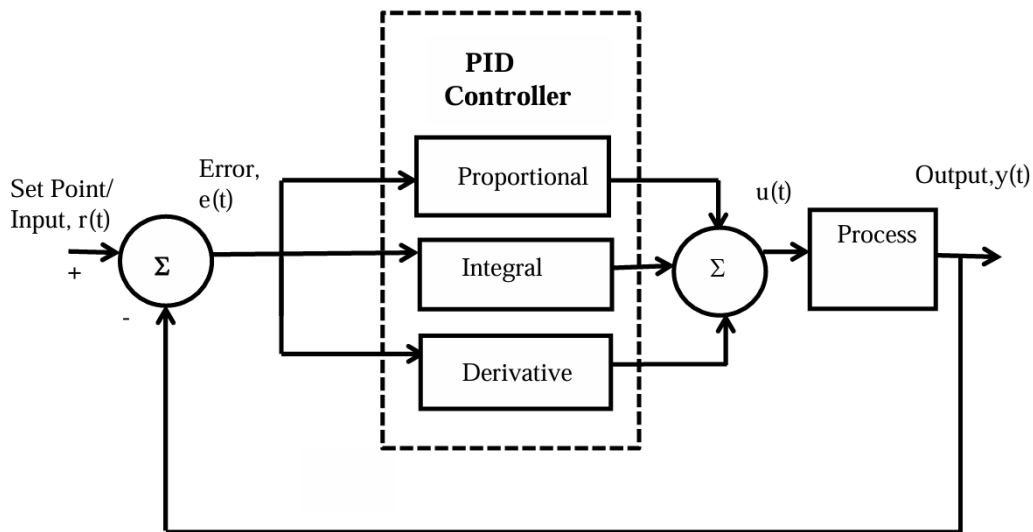 PID
Controller
Set Point/
Input, r(t)
+
-
Σ
Error,
e(t)
Proportional
Integral
Derivative
Σ
u(t)
Process
Output,y(t)